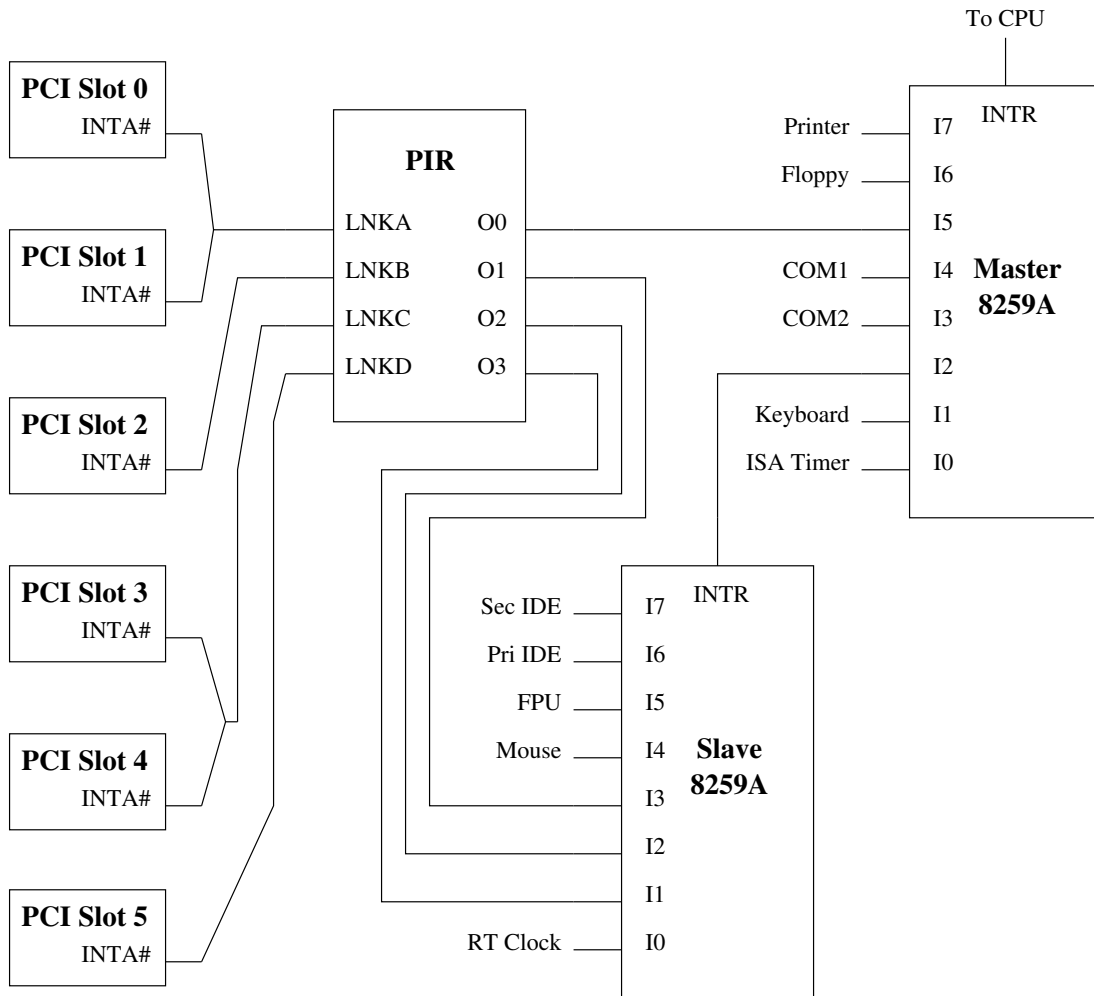 To CPU
PCI Slot 0
INTA#
PCI Slot 1
INTA#
PCI Slot 2
INTA#
PCI Slot 3
INTA#
PCI Slot 4
INTA#
PCI Slot 5
INTA#
PIR
LNKA O0
LNKB O1
LNKC O2
LNKD O3
INTR
Printer I7
Floppy I6
I5
Master
8259A
COM1 I4
COM2 I3
I2
Keyboard I1
ISA Timer I0
INTR
Sec IDE I7
Pri IDE I6
FPU I5
Mouse I4
Slave
8259A
I3
I2
I1
RT Clock I0